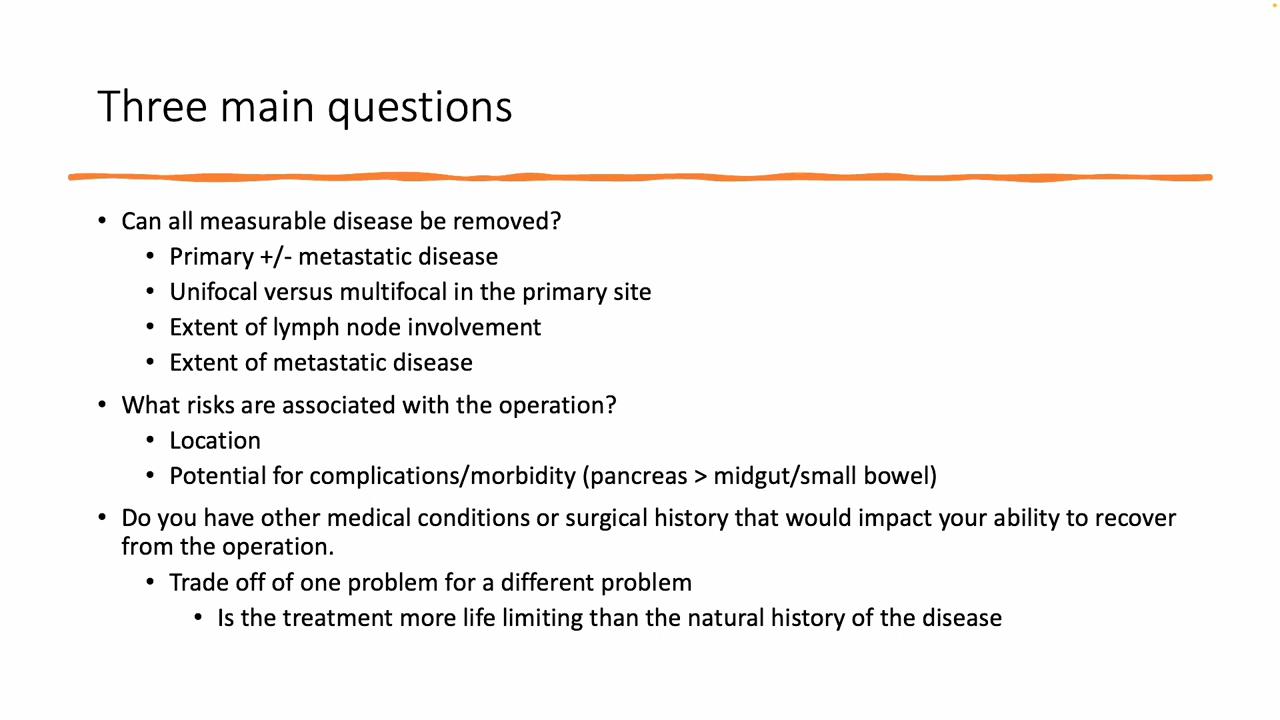 Three main questions
• Can all measurable disease be removed?
• Primary +/- metastatic disease
• Unifocal versus multifocal in the primary site
• Extent of lymph node involvement
• Extent of metastatic disease
• What risks are associated with the operation?
• Location
• Potential for complications/morbidity (pancreas > midgut/small bowel)
• Do you have other medical conditions or surgical history that would impact your ability to recover
from the operation.
• Trade off of one problem for a different problem
• Is the treatment more life limiting than the natural history of the disease